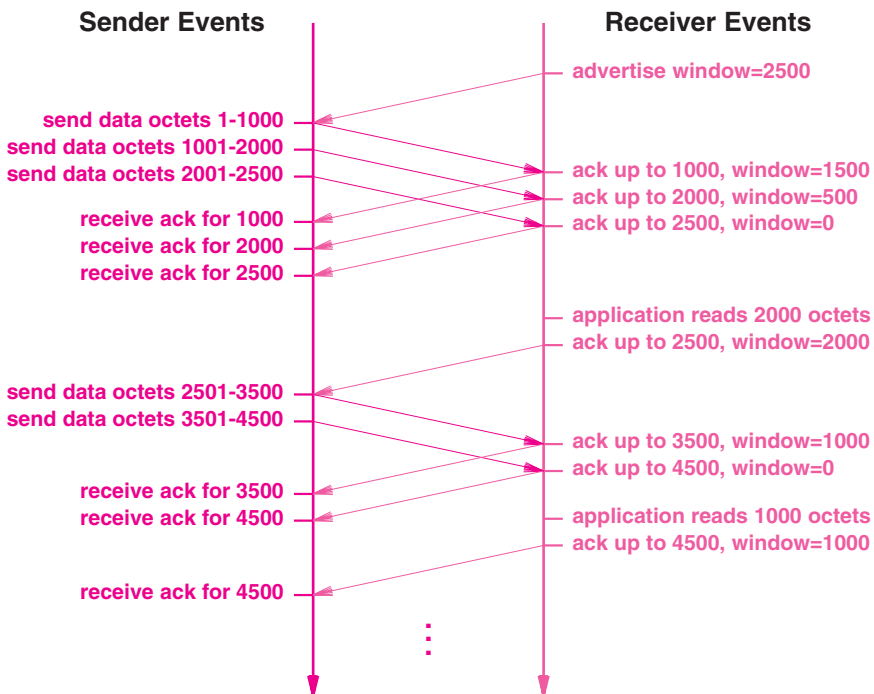 Sender Events
Receiver Events
advertise window=2500
send data octets 1-1000
send data octets 1001-2000
send data octets 2001-2500
ack up to 1000, window=1500
ack up to 2000, window=500
ack up to 2500, window=0
receive ack for 1000
receive ack for 2000
receive ack for 2500
application reads 2000 octets
ack up to 2500, window=2000
send data octets 2501-3500
send data octets 3501-4500
ack up to 3500, window=1000
ack up to 4500, window=0
receive ack for 3500
receive ack for 4500
application reads 1000 octets
ack up to 4500, window=1000
receive ack for 4500